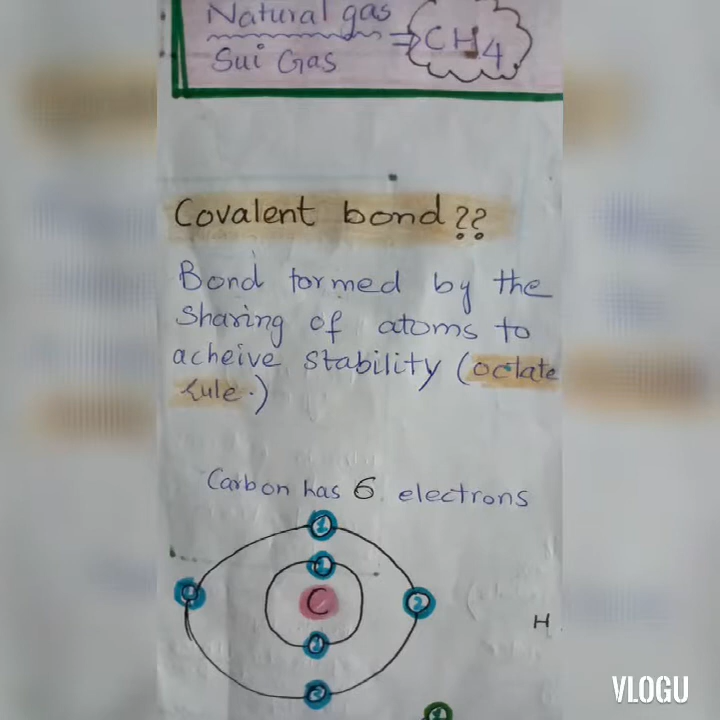 Natural gas
Sui Gas
⇒ CH4
Covalent bond??
Bond formed by the
sharing of atoms to
acheive stability (octate
rule.)
Carbon has 6 electrons
C
H
VLOGU